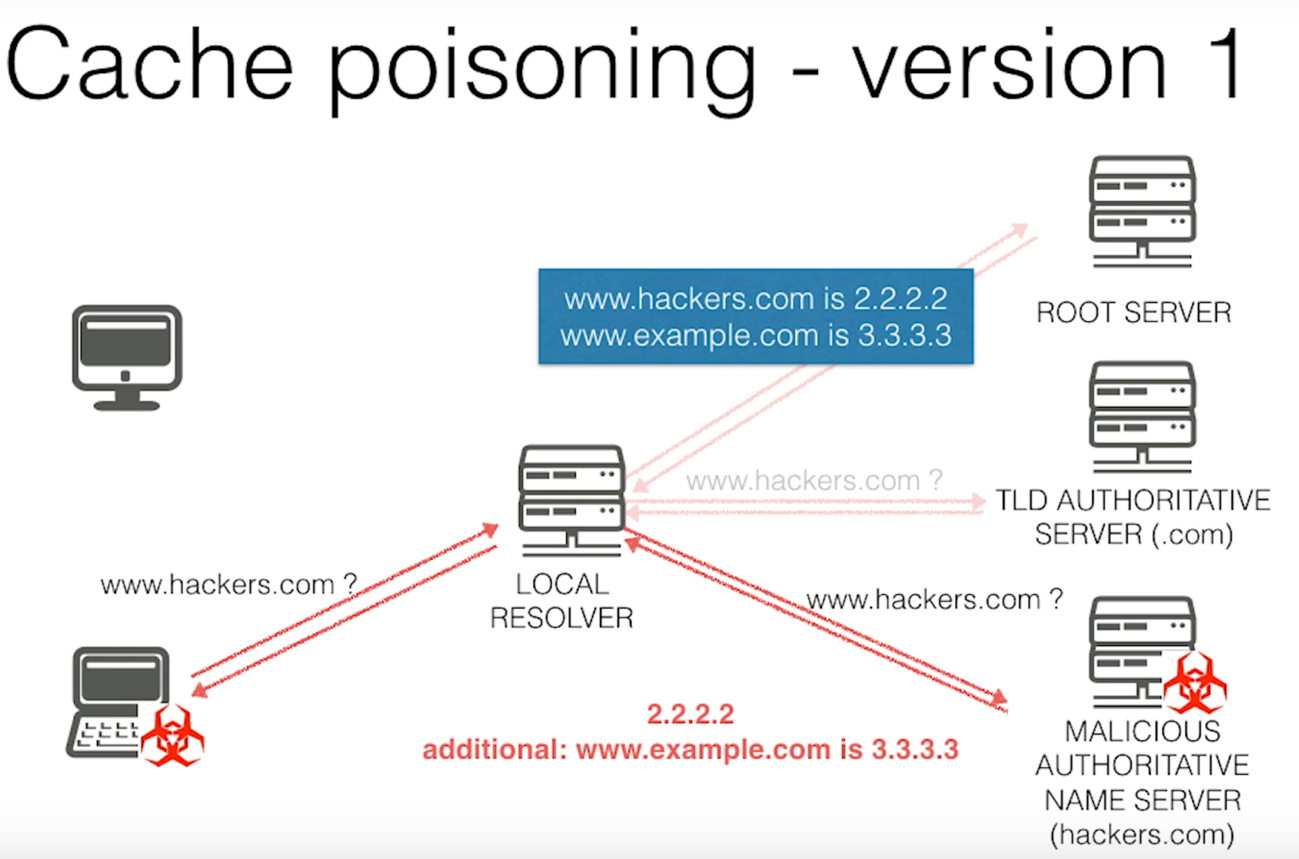 Cache poisoning - version 1
www.hackers.com is 2.2.2.2
www.example.com is 3.3.3.3
ROOT SERVER
www.hackers.com ?
TLD AUTHORITATIVE
SERVER (.com)
www.hackers.com ?
LOCAL
RESOLVER
www.hackers.com ?
2.2.2.2
additional: www.example.com is 3.3.3.3
MALICIOUS
AUTHORITATIVE
NAME SERVER
(hackers.com)